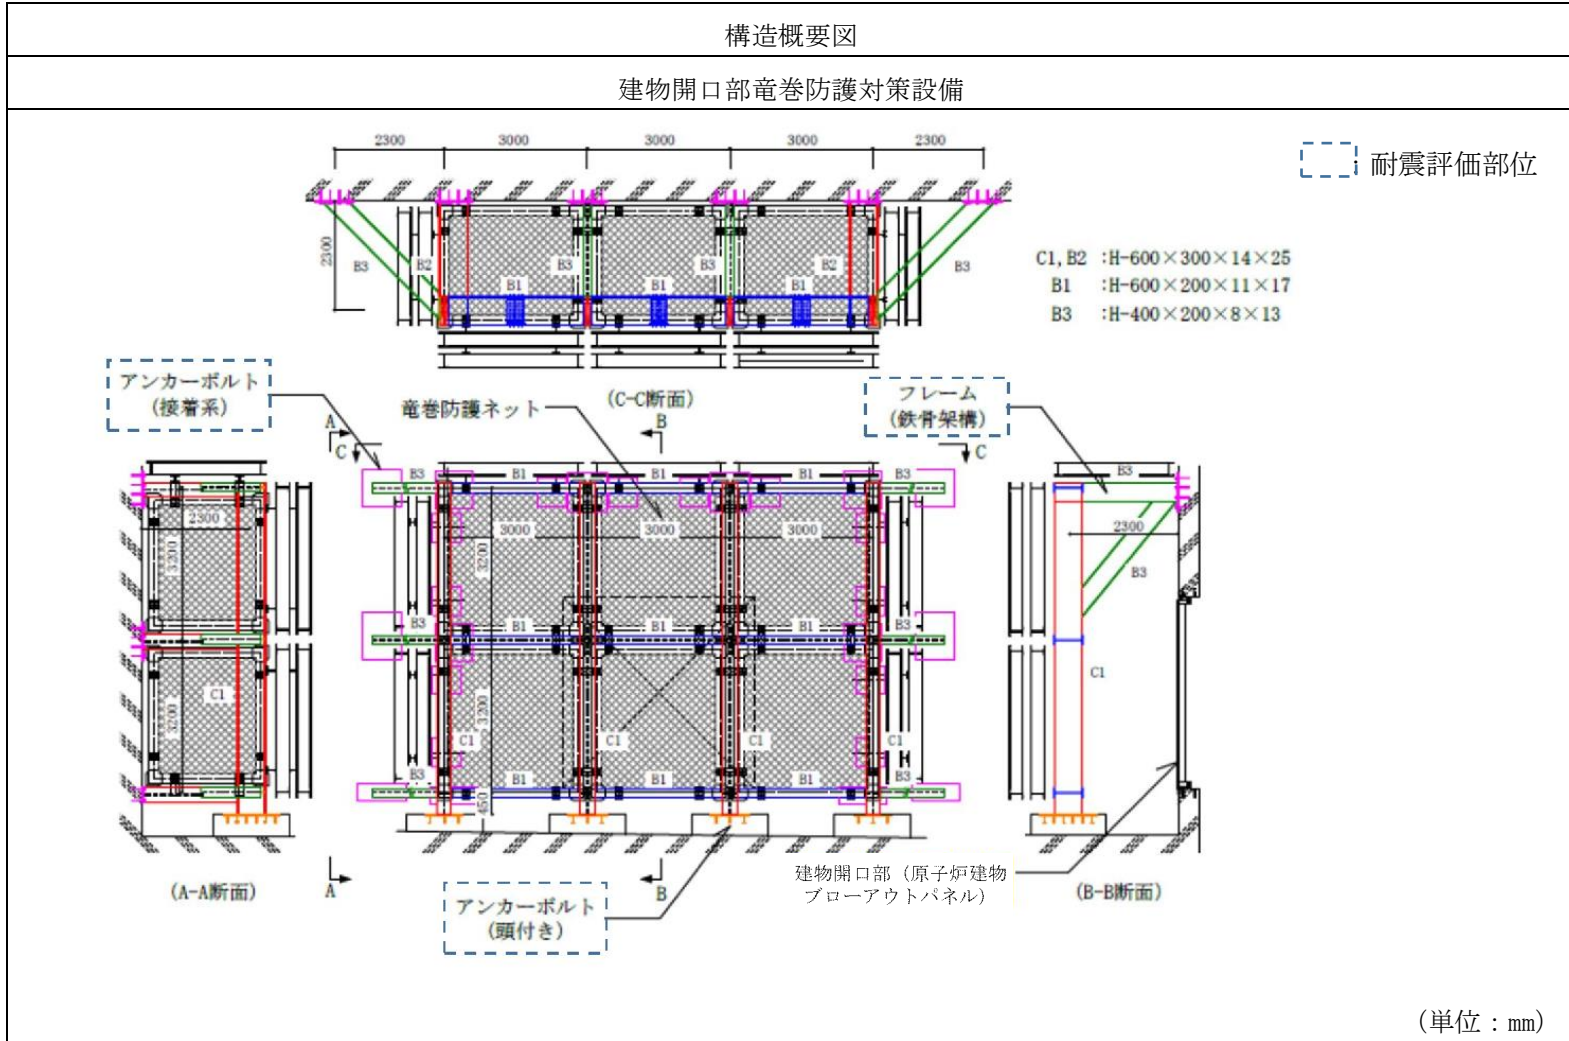 構造概要図
建物開口部竜巻防護対策設備
2300 3000 3000 3000 2300
耐震評価部位
2300
B3 B2 B3 B3 B2 B3
B1 B1 B1
C1, B2 :H-600×300×14×25
B1 :H-600×200×11×17
B3 :H-400×200×8×13
アンカーボルト
(接着系)
竜巻防護ネット
(C-C断面)
フレーム
(鉄骨架構)
A B
C C
B3 B1 B1 B1 B3
B3
2300
3000 3000 3000
2300
3200
3200
B3
B3 B1 B1 B1 B3
C1
C1
3200
3200
C1 C1 C1 C1
B3 B1 B1 B1 B3
450
(A-A断面)
A B
アンカーボルト
(頭付き)
建物開口部(原子炉建物
ブローアウトパネル)
(B-B断面)
(単位:mm)